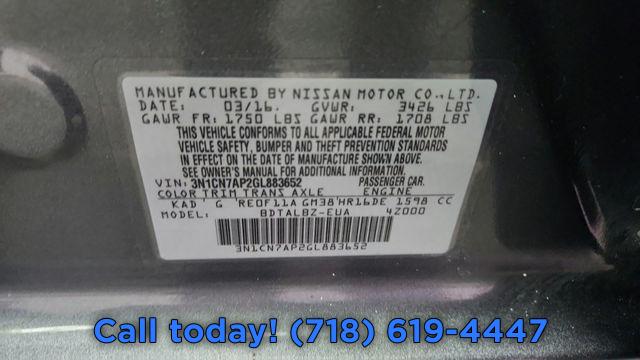 MANUFACTURED BY NISSAN MOTOR CO., LTD.
DATE: 03/16. GVWR: 3426 LBS
GAWR FR: 1750 LBS GAWR RR: 1708 LBS
THIS VEHICLE CONFORMS TO ALL APPLICABLE FEDERAL MOTOR
VEHICLE SAFETY, BUMPER AND THEFT PREVENTION STANDARDS
IN EFFECT ON THE DATE OF MANUFACTURE SHOWN ABOVE.
SEE OWNER'S MANUAL FOR ADDITIONAL INFORMATION.
VIN: 3N1CN7AP2GL883652 PASSENGER CAR.
COLOR TRIM TRANS AXLE ENGINE
KAD G RE0F11A GM38 HR16DE 1598 CC
MODEL: BDTALBZ-EUA 4Z000
3N1CN7AP2GL883652
Call today! (718) 619-4447